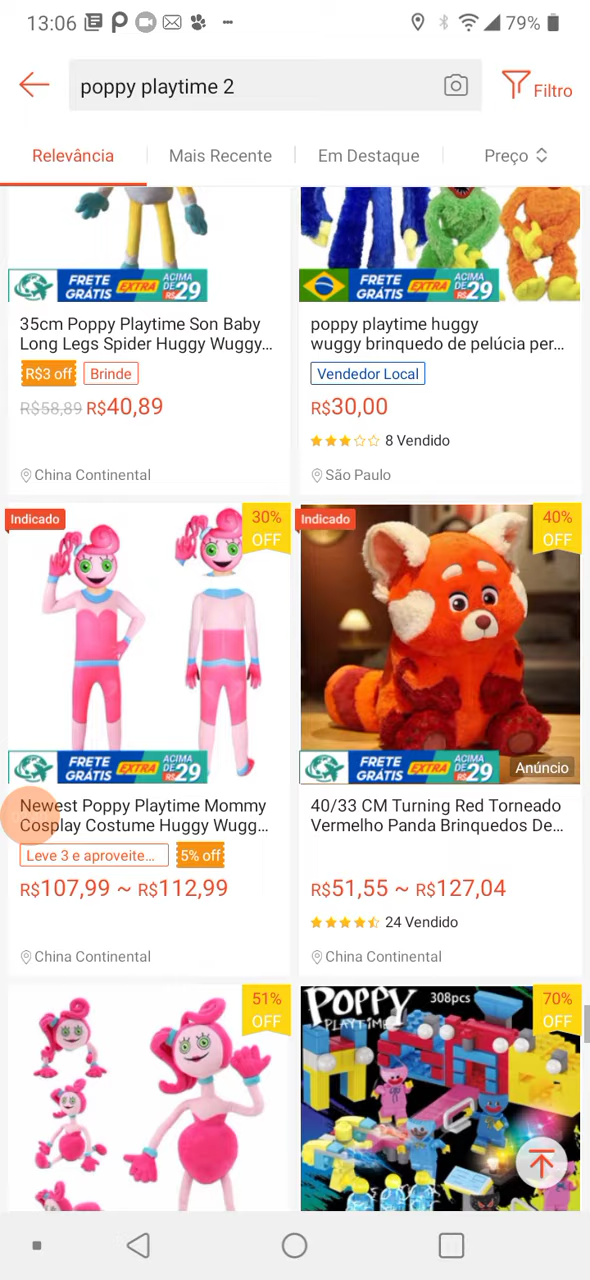 13:06
79%
poppy playtime 2
Filtro
Relevância
Mais Recente
Em Destaque
Preço
FRETE GRÁTIS EXTRA ACIMA DE R$29
FRETE GRÁTIS EXTRA ACIMA DE R$29
35cm Poppy Playtime Son Baby
Long Legs Spider Huggy Wuggy...
R$3 off
Brinde
R$58,89 R$40,89
China Continental
poppy playtime huggy
wuggy brinquedo de pelúcia per...
Vendedor Local
R$30,00
8 Vendido
São Paulo
Indicado
30%
OFF
FRETE GRÁTIS EXTRA ACIMA DE R$29
Indicado
40%
OFF
FRETE GRÁTIS EXTRA ACIMA DE R$29
Anúncio
Newest Poppy Playtime Mommy
Cosplay Costume Huggy Wugg...
Leve 3 e aproveite...
5% off
R$107,99 ~ R$112,99
China Continental
40/33 CM Turning Red Torneado
Vermelho Panda Brinquedos De...
R$51,55 ~ R$127,04
24 Vendido
China Continental
51%
OFF
POPPY
PLAYTIME
308pcs
70%
OFF